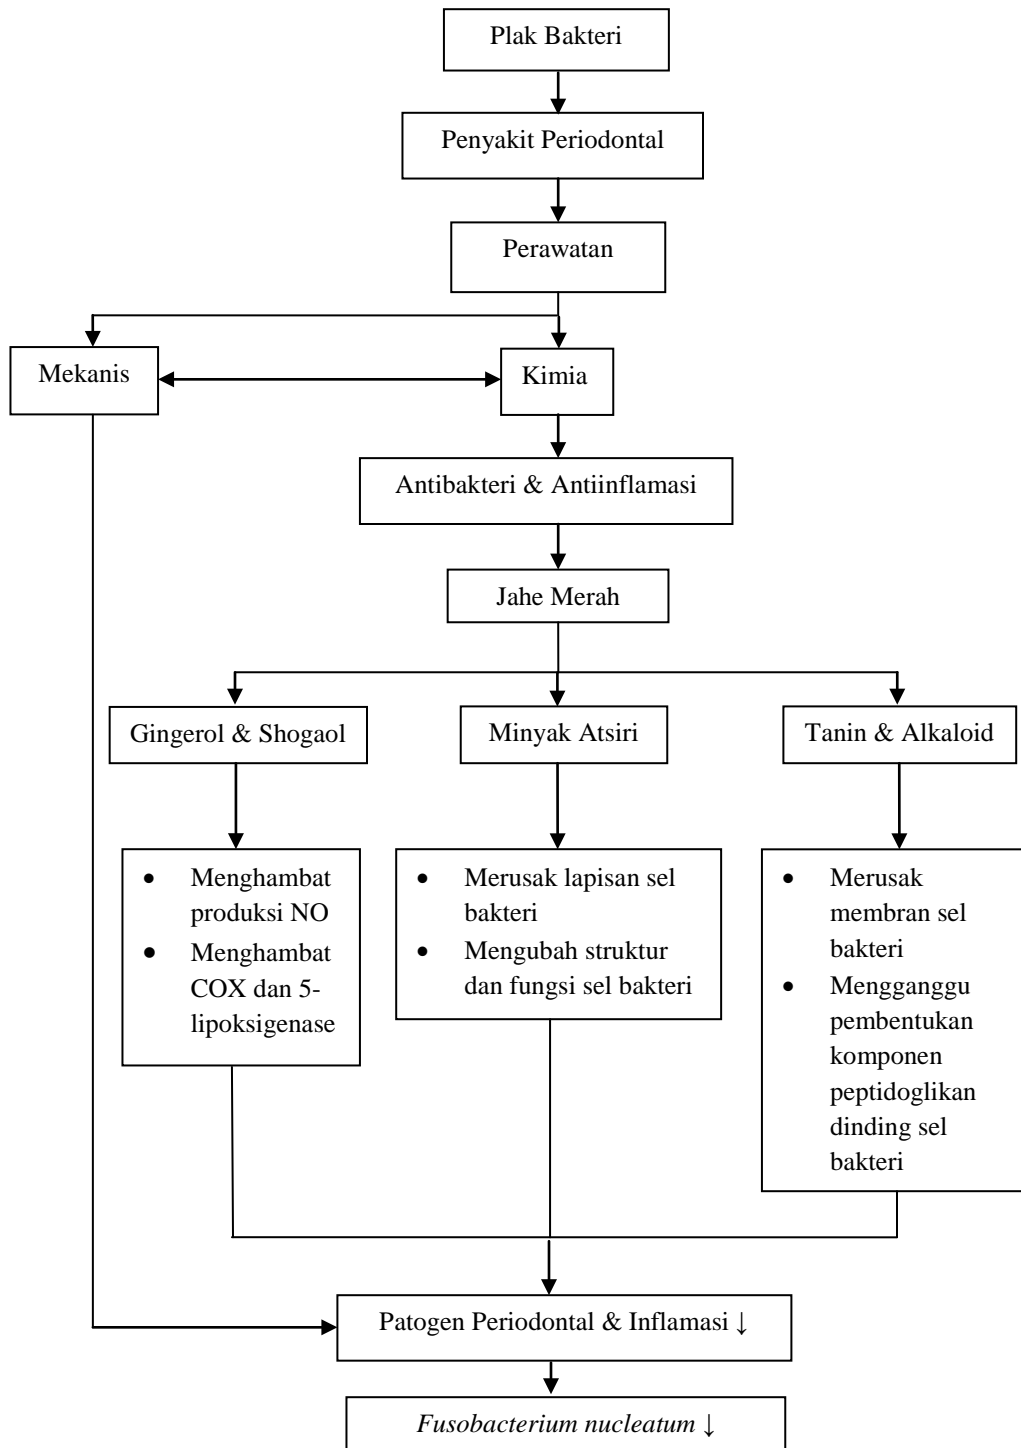 Plak Bakteri
Penyakit Periodontal
Perawatan
Mekanis
Kimia
Antibakteri & Antiinflamasi
Jahe Merah
Gingerol & Shogaol
Minyak Atsiri
Tanin & Alkaloid
• Menghambat
produksi NO
• Menghambat
COX dan 5-
lipoksigenase
• Merusak lapisan sel
bakteri
• Mengubah struktur
dan fungsi sel bakteri
• Merusak
membran sel
bakteri
• Mengganggu
pembentukan
komponen
peptidoglikan
dinding sel
bakteri
Patogen Periodontal & Inflamasi ↓
Fusobacterium nucleatum ↓